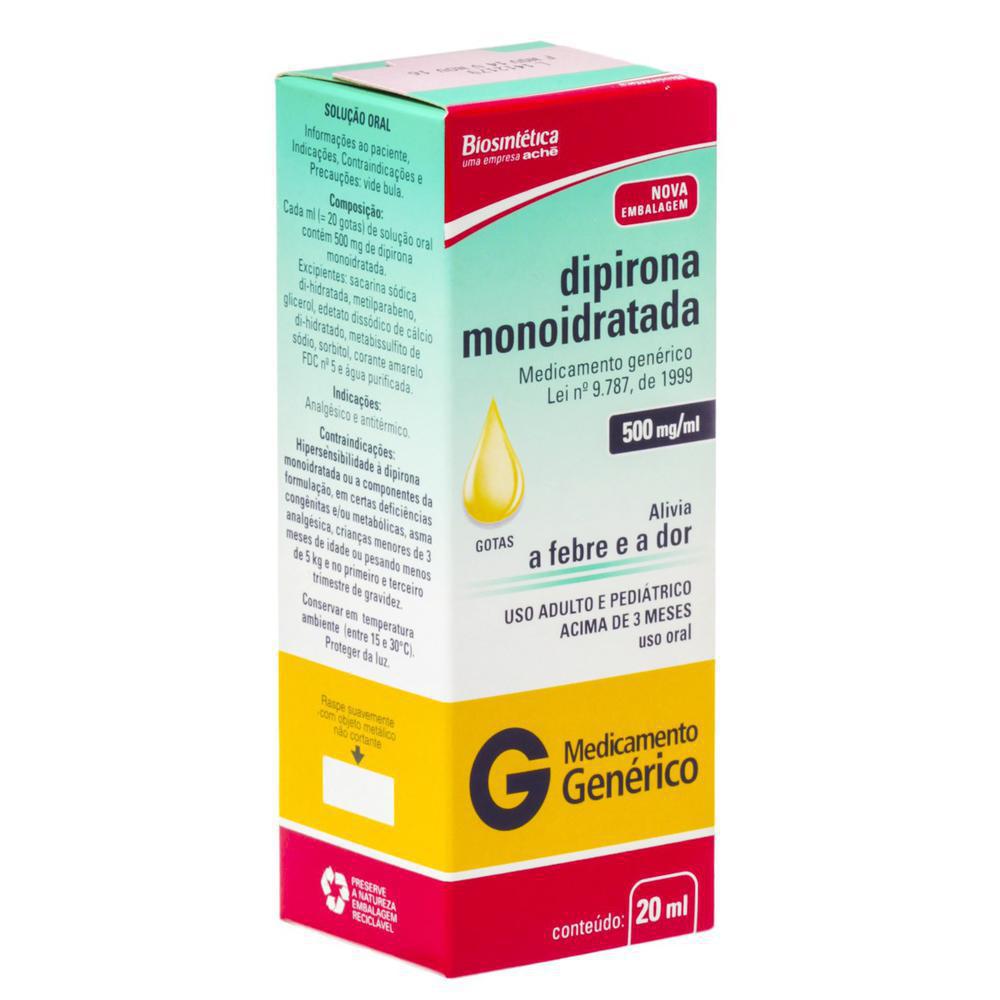 SOLUÇÃO ORAL
Informações ao paciente,
Indicações, Contraindicações e
Precauções: vide bula.
Composição:
Cada ml (= 20 gotas) de solução oral
contém 500 mg de dipirona
monoidratada.
Excipientes: sacarina sódica
di-hidratada, metilparabeno,
glicerol, edetato dissódico de cálcio
di-hidratado, metabissulfito de
sódio, sorbitol, corante amarelo
FDC nº 5 e água purificada.
Indicações:
Analgésico e antitérmico.
Contraindicações:
Hipersensibilidade à dipirona
monoidratada ou a componentes da
formulação, em certas deficiências
congênitas e/ou metabólicas, asma
analgésica, crianças menores de 3
meses de idade ou pesando menos
de 5 kg e no primeiro e terceiro
trimestre de gravidez.
Conservar em temperatura
ambiente (entre 15 e 30°C).
Proteger da luz.
Raspe suavemente
com objeto metálico
não cortante
PRESERVE
A NATUREZA
EMBALAGEM
RECICLÁVEL
Biosintética
uma empresa achē
NOVA
EMBALAGEM
dipirona
monoidratada
Medicamento genérico
Lei nº 9.787, de 1999
500 mg/ml
GOTAS
Alivia
a febre e a dor
USO ADULTO E PEDIÁTRICO
ACIMA DE 3 MESES
uso oral
G Medicamento
Genérico
conteúdo: 20 ml